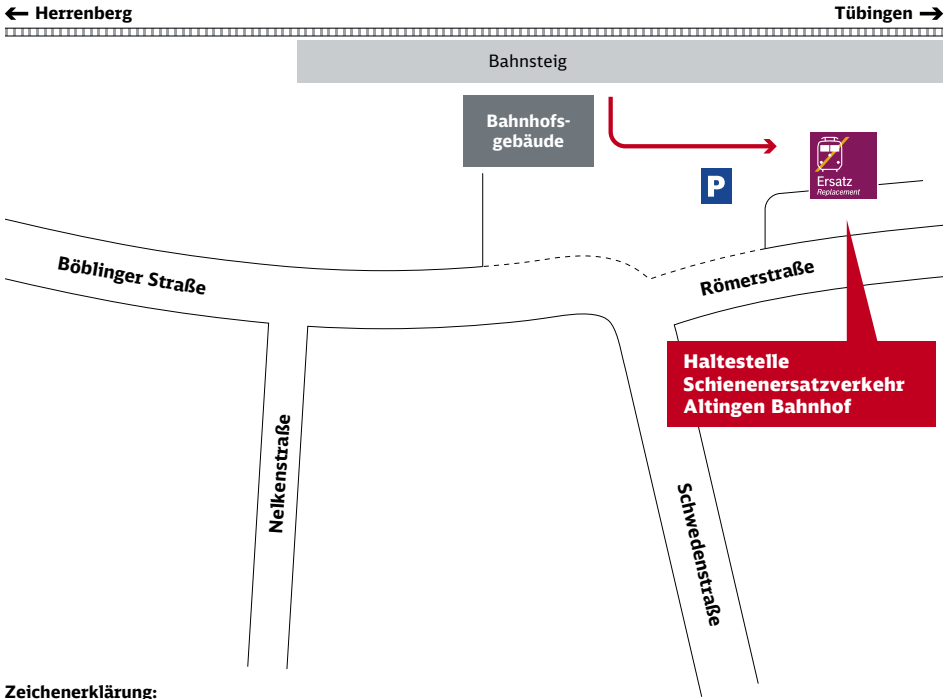 ← Herrenberg
Tübingen →
Bahnsteig
Bahnhofs-
gebäude
P
Ersatz
Replacement
Böblinger Straße
Römerstraße
Haltestelle
Schienenersatzverkehr
Altingen Bahnhof
Nelkenstraße
Schwedenstraße
Zeichenerklärung: